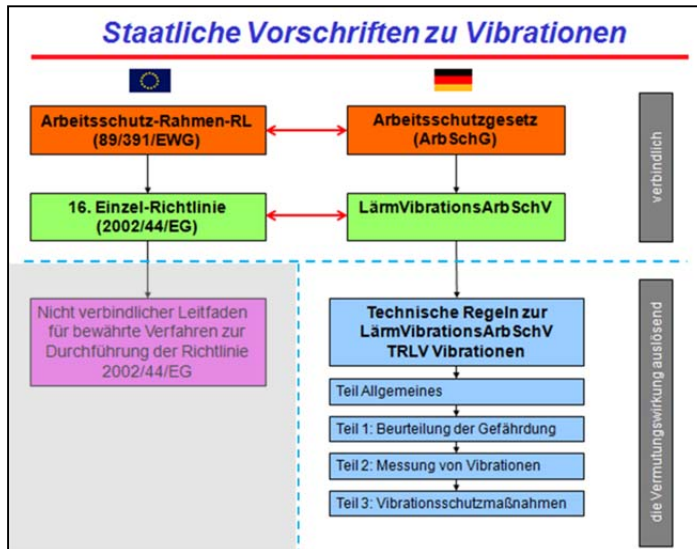 Staatliche Vorschriften zu Vibrationen
Arbeitsschutz-Rahmen-RL
(89/391/EWG)
Arbeitsschutzgesetz
(ArbSchG)
verbindlich
16. Einzel-Richtlinie
(2002/44/EG)
LärmVibrationsArbSchV
Nicht verbindlicher Leitfaden
für bewährte Verfahren zur
Durchführung der Richtlinie
2002/44/EG
Technische Regeln zur
LärmVibrationsArbSchV
TRLV Vibrationen
Teil Allgemeines
Teil 1: Beurteilung der Gefährdung
Teil 2: Messung von Vibrationen
Teil 3: Vibrationsschutzmaßnahmen
die Vermutungswirkung auslösend